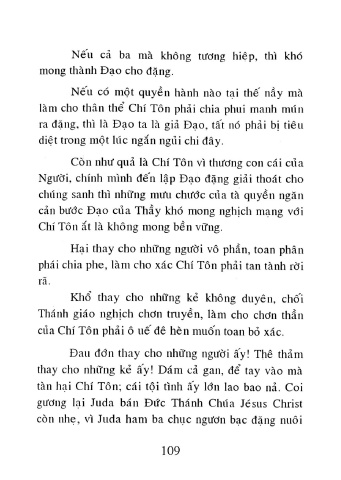 Nếu cả ba mà không tương hiệp, thì khó
mong thành Đạo cho đặng.
Nếu có một quyền hành nào tại thế nầy mà
làm cho thân thể Chí Tôn phải chia phui manh mún
ra đặng, thì là Đạo ta là giả Đạo, tất nó phải bị tiêu
diệt trong một lúc ngắn ngủi chi đây.
Còn như quả là Chí Tôn vì thương con cái của
Người, chính mình đến lập Đạo đặng giải thoát cho
chúng sanh thì những mưu chước của tà quyền ngăn
cản bước Đạo của Thầy khó mong nghịch mạng với
Chí Tôn ất là không mong bền vững.
Hại thay cho những người vô phần, toan phân
phái chia phe, làm cho xác Chí Tôn phải tan tành rời
rã.
Khổ thay cho những kẻ không duyên, chối
Thánh giáo nghịch chơn truyền, làm cho chơn thần
của Chí Tôn phải ô uế đê hèn muốn toan bỏ xác.
Đau đớn thay cho những người ấy! Thê thảm
thay cho những kẻ ấy! Dám cả gan, để tay vào mà
tàn hại Chí Tôn; cái tội tình ấy lớn lao bao nả. Coi
gương lại Juda bán Đức Thánh Chúa Jésus Christ
còn nhẹ, vì Juda ham ba chục ngươn bạc đặng nuôi
109